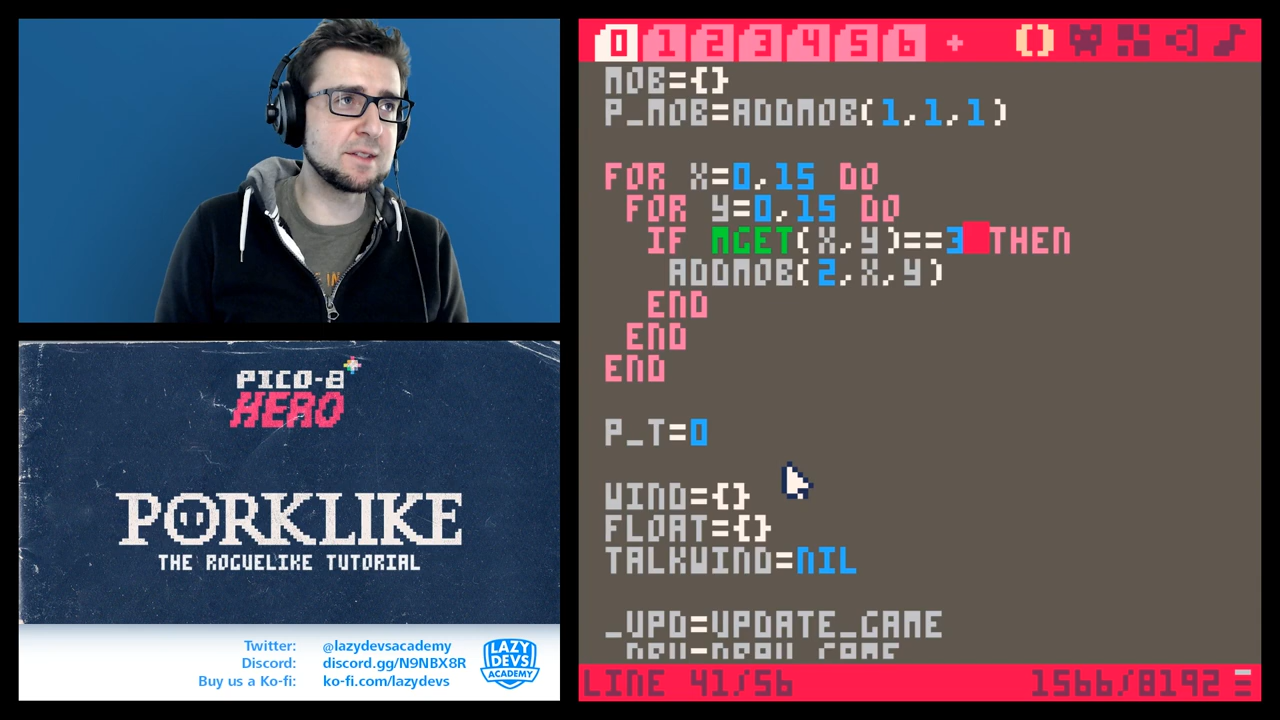 0 1 2 3 4 5 6 +
MOB={}
P_MOB=ADDMOB(1,1,1)
FOR X=0,15 DO
FOR Y=0,15 DO
IF MGET(X,Y)==3 THEN
ADDMOB(2,X,Y)
END
END
END
P_T=0
WIND={}
FLOAT={}
TALKWIND=NIL
_UPD=UPDATE_GAME
_DRW=DRAW_GAME
LINE 41/56
1566/8192
PICO-8
HERO
PORKLIKE
THE ROGUELIKE TUTORIAL
Twitter: @lazydevsacademy
Discord: discord.gg/N9NBX8R
Buy us a Ko-fi: ko-fi.com/lazydevs
LAZY
DEVS
ACADEMY